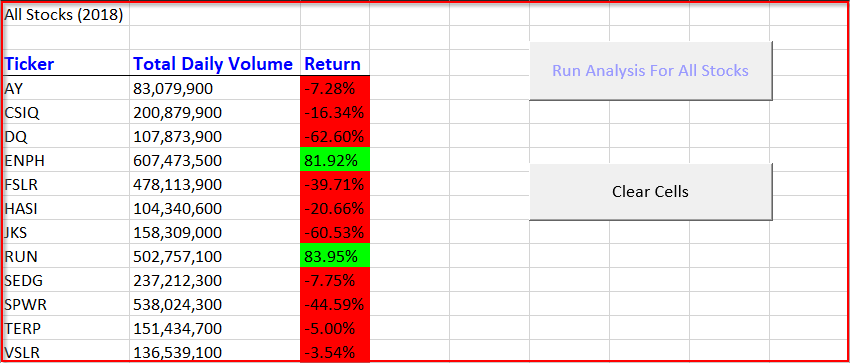 All Stocks (2018)
Ticker Total Daily Volume Return
Run Analysis For All Stocks
AY 83,079,900 -7.28%
CSIQ 200,879,900 -16.34%
DQ 107,873,900 -62.60%
ENPH 607,473,500 81.92%
FSLR 478,113,900 -39.71%
Clear Cells
HASI 104,340,600 -20.66%
JKS 158,309,000 -60.53%
RUN 502,757,100 83.95%
SEDG 237,212,300 -7.75%
SPWR 538,024,300 -44.59%
TERP 151,434,700 -5.00%
VSLR 136,539,100 -3.54%